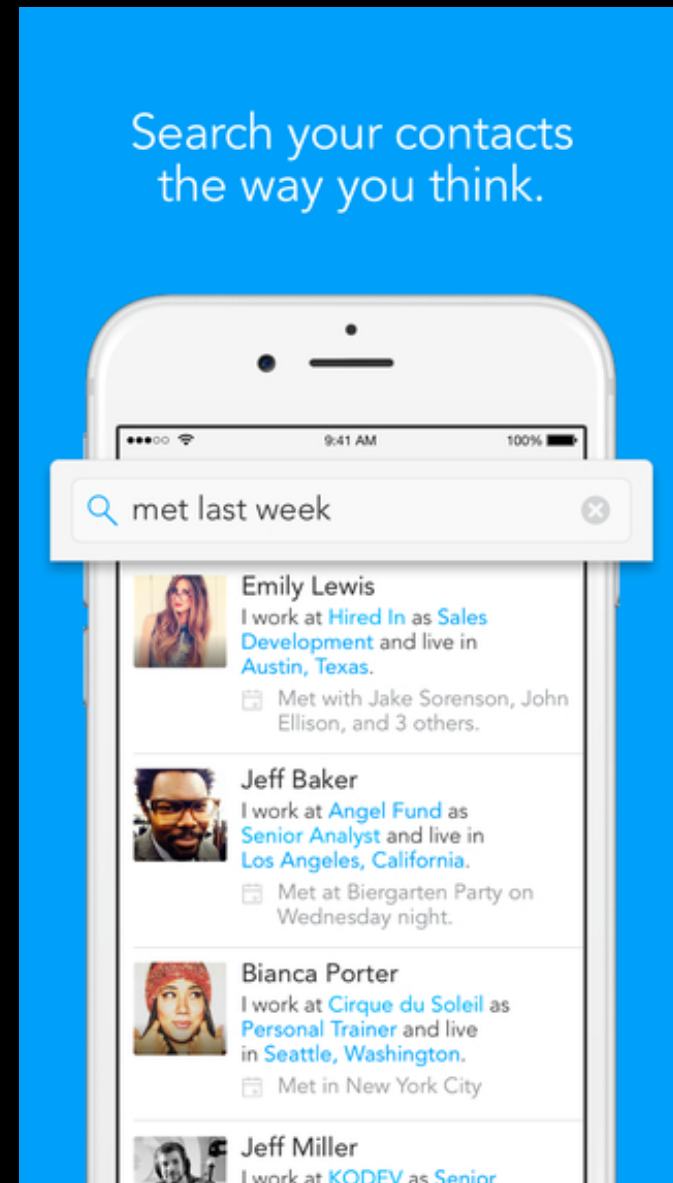 Search your contacts
the way you think.
9:41 AM 100%
met last week
Emily Lewis
I work at Hired In as Sales
Development and live in
Austin, Texas.
Met with Jake Sorenson, John
Ellison, and 3 others.
Jeff Baker
I work at Angel Fund as
Senior Analyst and live in
Los Angeles, California.
Met at Biergarten Party on
Wednesday night.
Bianca Porter
I work at Cirque du Soleil as
Personal Trainer and live
in Seattle, Washington.
Met in New York City
Jeff Miller
I work at KODEV as Senior